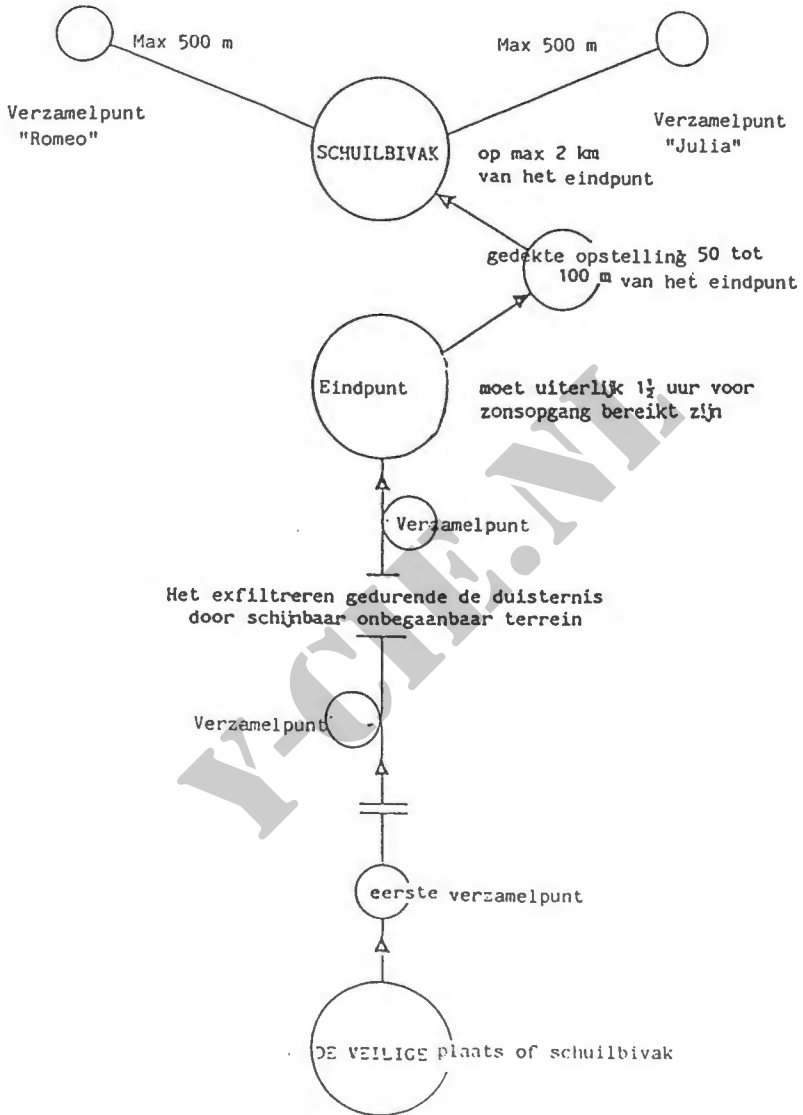 Max 500 m
Max 500 m
Verzamelpunt
"Romeo"
Verzamelpunt
"Julia"
SCHUILBIVAK
op max 2 km
van het eindpunt
gedekte opstelling 50 tot
100 m van het eindpunt
Eindpunt
moet uiterlijk 1½ uur voor
zonsopgang bereikt zijn
Verzamelpunt
Het exfiltreren gedurende de duisternis
door schijnbaar onbegaanbaar terrein
Verzamelpunt
eerste verzamelpunt
DE VEILIGE plaats of schuilbivak
Y-CIE.NL